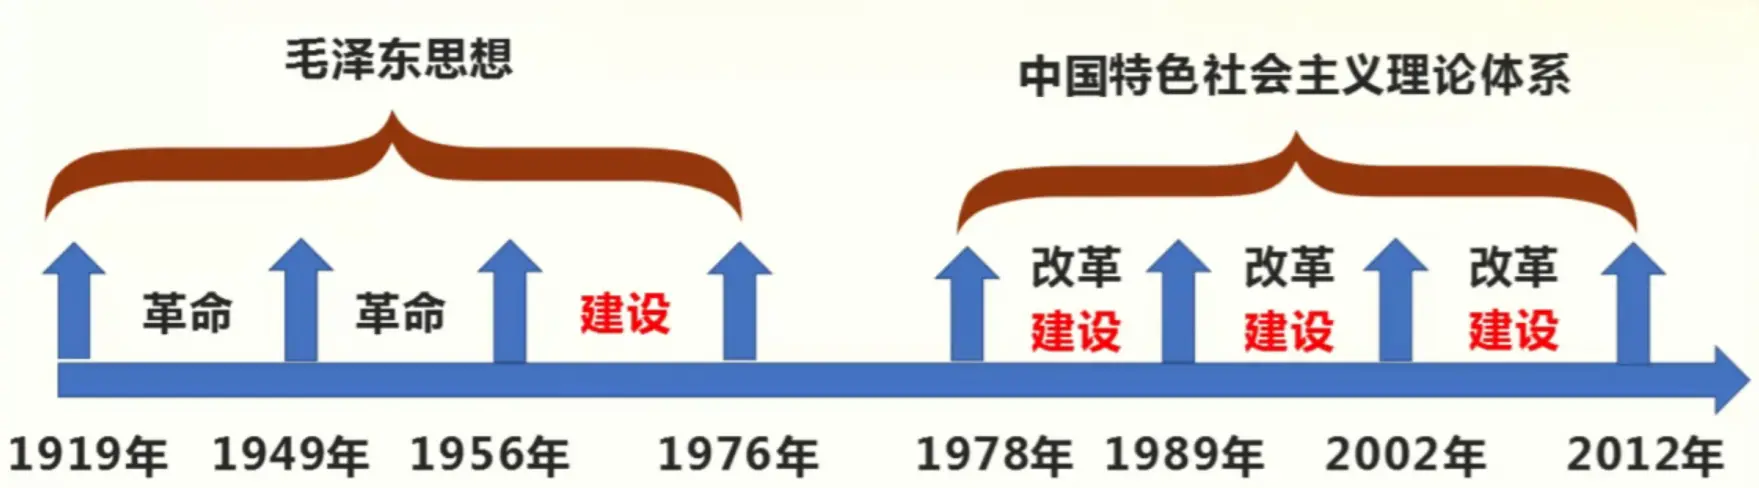 毛泽东思想
中国特色社会主义理论体系
革命
革命
建设
改革
建设
改革
建设
改革
建设
1919年
1949年
1956年
1976年
1978年
1989年
2002年
2012年